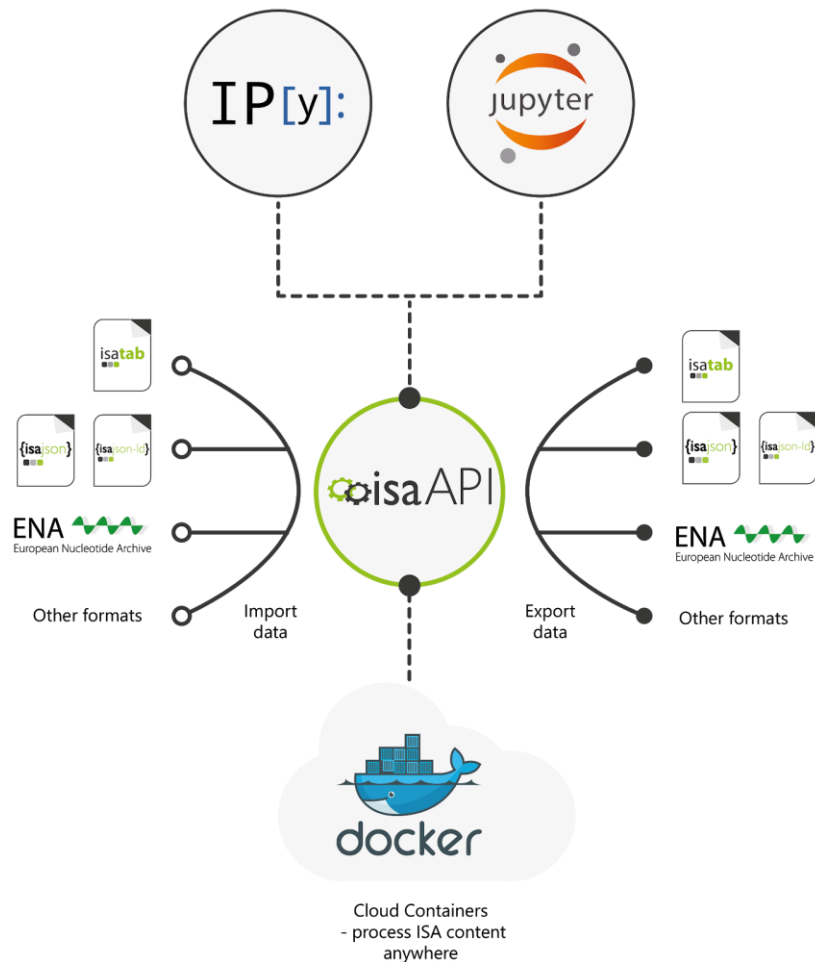 IP[y]:
jupyter
isatab
isatab
{isajson}
{isajson-ld}
{isajson}
{isajson-ld}
isaAPI
ENA
European Nucleotide Archive
ENA
European Nucleotide Archive
Other formats
Import
data
Export
data
Other formats
docker
Cloud Containers
- process ISA content
anywhere